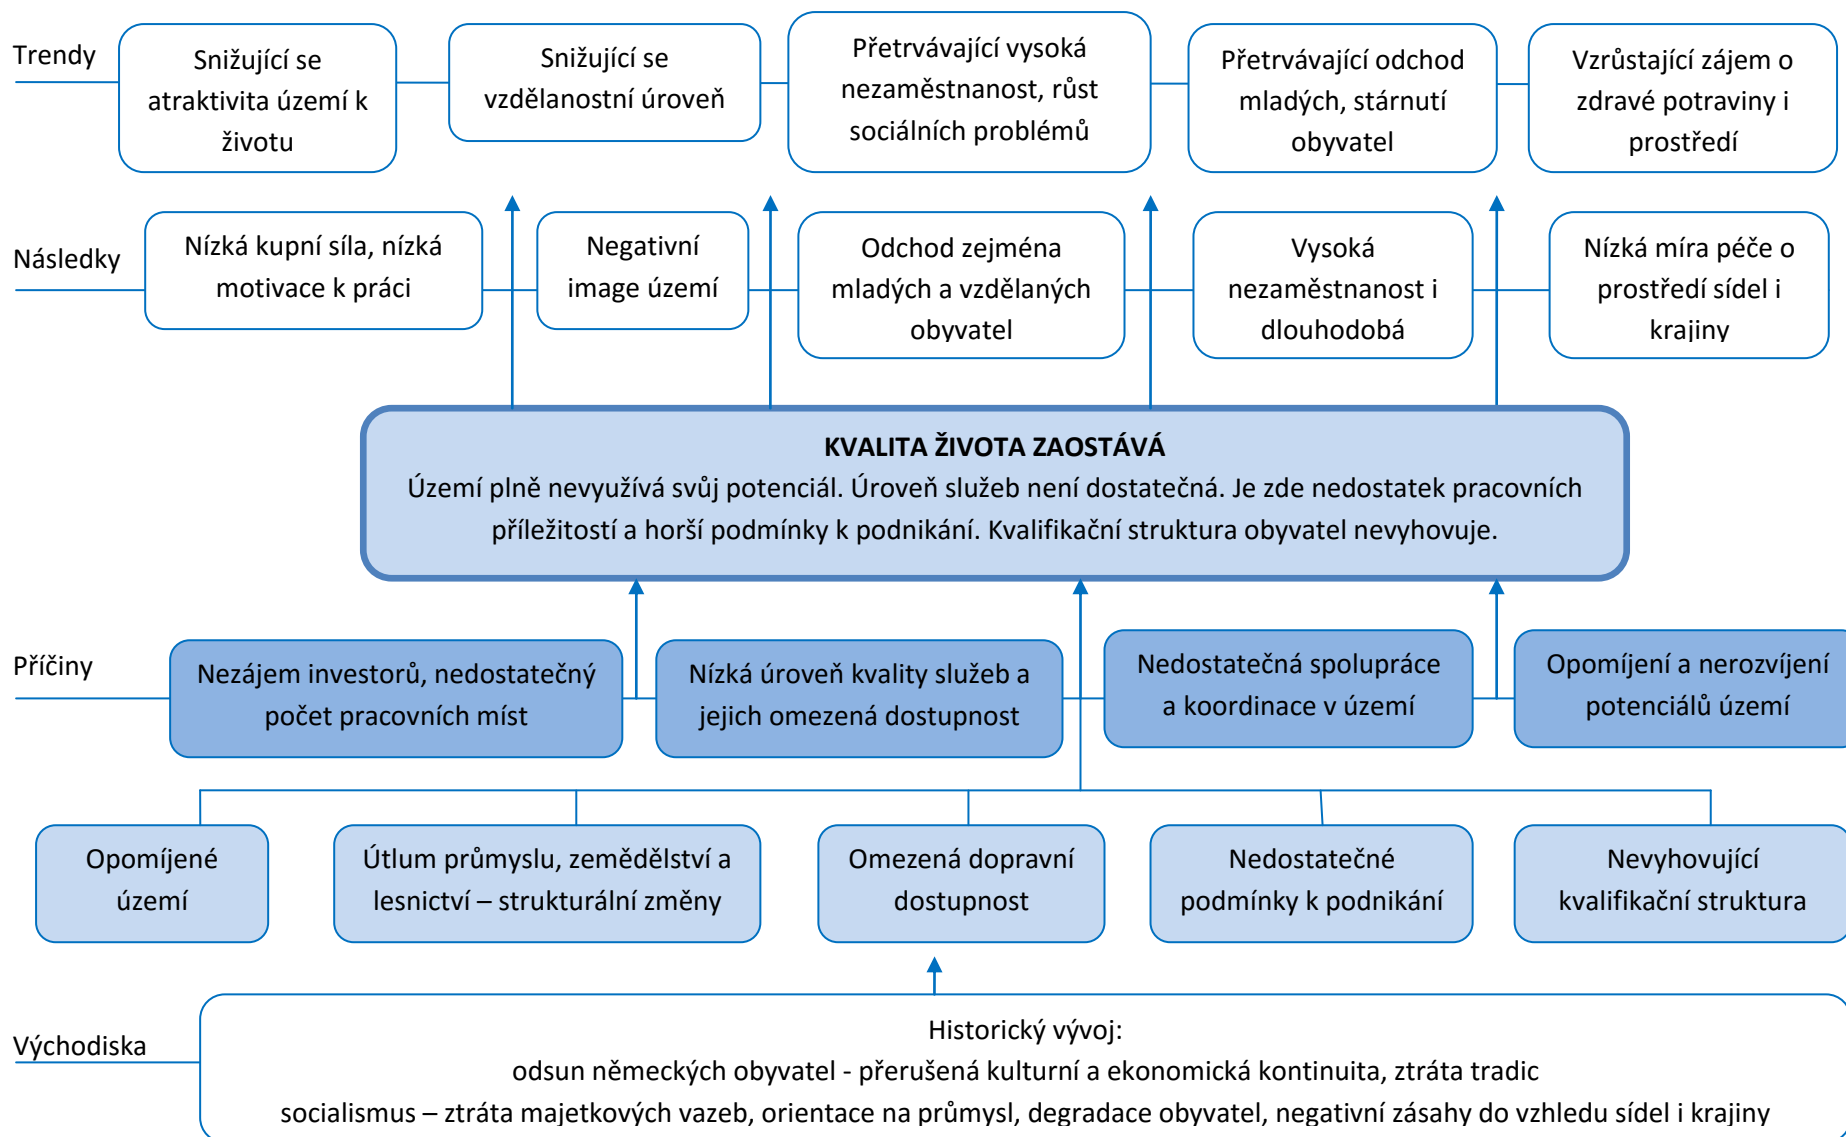 Trendy
Snižující se
atraktivita území k
životu
Snižující se
vzdělanostní úroveň
Přetrvávající vysoká
nezaměstnanost, růst
sociálních problémů
Přetrvávající odchod
mladých, stárnutí
obyvatel
Vzrůstající zájem o
zdravé potraviny i
prostředí
Následky
Nízká kupní síla, nízká
motivace k práci
Negativní
image území
Odchod zejména
mladých a vzdělaných
obyvatel
Vysoká
nezaměstnanost i
dlouhodobá
Nízká míra péče o
prostředí sídel i
krajiny
KVALITA ŽIVOTA ZAOSTÁVÁ
Území plně nevyužívá svůj potenciál. Úroveň služeb není dostatečná. Je zde nedostatek pracovních
příležitostí a horší podmínky k podnikání. Kvalifikační struktura obyvatel nevyhovuje.
Příčiny
Nezájem investorů, nedostatečný
počet pracovních míst
Nízká úroveň kvality služeb a
jejich omezená dostupnost
Nedostatečná spolupráce
a koordinace v území
Opomíjení a nerozvíjení
potenciálů území
Opomíjené
území
Útlum průmyslu, zemědělství a
lesnictví – strukturální změny
Omezená dopravní
dostupnost
Nedostatečné
podmínky k podnikání
Nevyhovující
kvalifikační struktura
Východiska
Historický vývoj:
odsun německých obyvatel - přerušená kulturní a ekonomická kontinuita, ztráta tradic
socialismus – ztráta majetkových vazeb, orientace na průmysl, degradace obyvatel, negativní zásahy do vzhledu sídel i krajiny